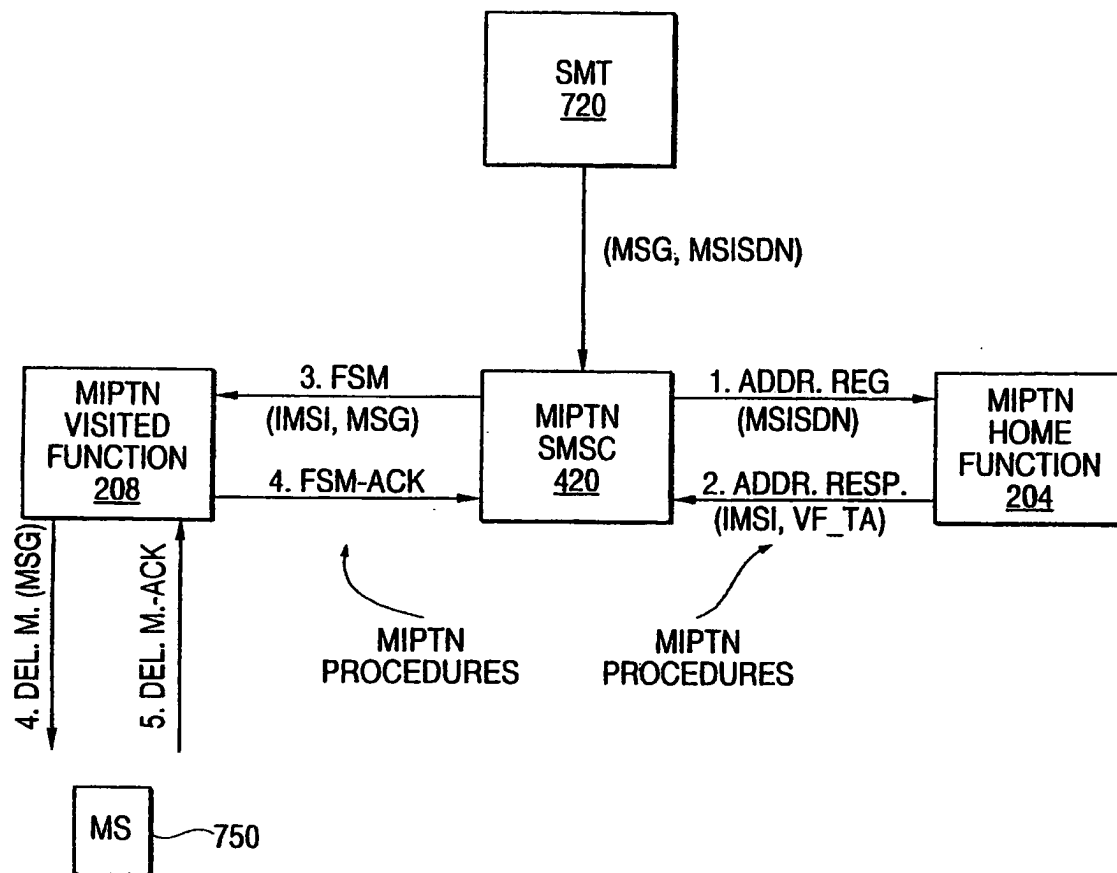 SMT
720
(MSG, MSISDN)
3. FSM
(IMSI, MSG)
4. FSM-ACK
MIPTN
VISITED
FUNCTION
208
MIPTN
SMSC
420
1. ADDR. REG
(MSISDN)
2. ADDR. RESP.
(IMSI, VF_TA)
MIPTN
HOME
FUNCTION
204
4. DEL. M. (MSG)
5. DEL. M.-ACK
MIPTN
PROCEDURES
MIPTN
PROCEDURES
MS
750